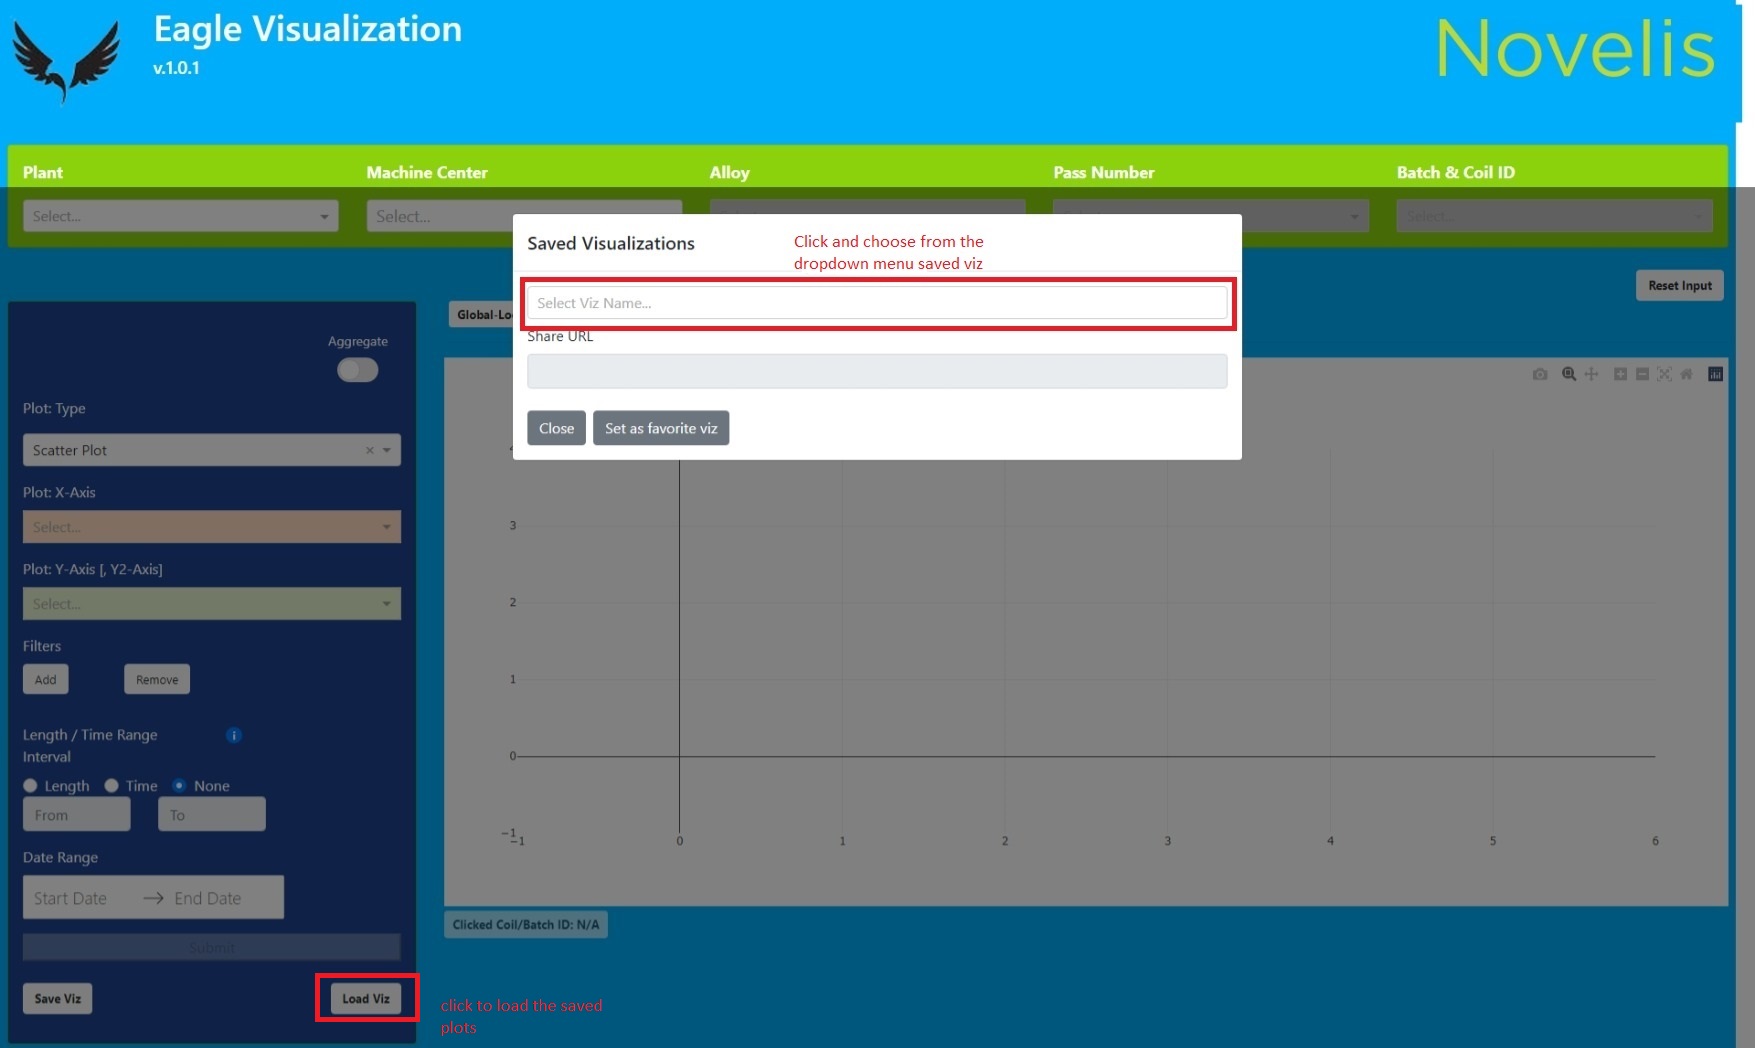 Eagle Visualization
v.1.0.1
Novelis
Plant
Machine Center
Alloy
Pass Number
Batch & Coil ID
Select...
Select...
Select...
Saved Visualizations
Click and choose from the
dropdown menu saved viz
Select Viz Name...
Share URL
Close
Set as favorite viz
Reset Input
Global-Lo
Aggregate
Plot: Type
Scatter Plot
Plot: X-Axis
Select...
Plot: Y-Axis [, Y2-Axis]
Select...
Filters
Add
Remove
Length / Time Range
Interval
Length
Time
None
From
To
Date Range
Start Date → End Date
Submit
Save Viz
Load Viz
click to load the saved
plots
3
2
1
0
−1
−1 0 1 2 3 4 5 6
Clicked Coil/Batch ID: N/A